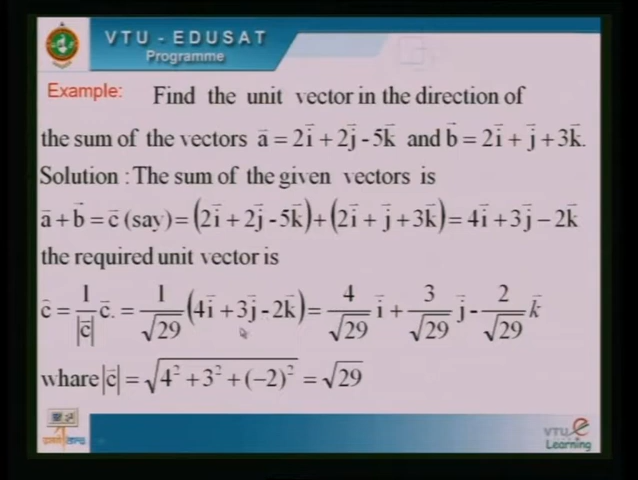 VTU - EDUSAT
Programme
Example: Find the unit vector in the direction of
the sum of the vectors a⃗ = 2i⃗ + 2j⃗ - 5k⃗ and b⃗ = 2i⃗ + j⃗ + 3k⃗.
Solution : The sum of the given vectors is
a⃗ + b⃗ = c⃗ (say) = (2i⃗ + 2j⃗ - 5k⃗) + (2i⃗ + j⃗ + 3k⃗) = 4i⃗ + 3j⃗ − 2k⃗
the required unit vector is
c⃗ = 1/|c⃗| c⃗. = 1/√29 (4i⃗ + 3j⃗ - 2k⃗) = 4/√29 i⃗ + 3/√29 j⃗ - 2/√29 k⃗
whare |c⃗| = √(4² + 3² + (−2)²) = √29
VTU e
Learning